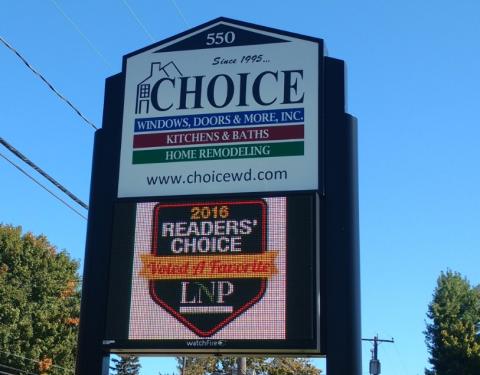 550
Since 1995...
CHOICE
WINDOWS, DOORS & MORE, INC.
KITCHENS & BATHS
HOME REMODELING
www.choicewd.com
2016
READERS'
CHOICE
Voted A Favorite
LNP
watchfire